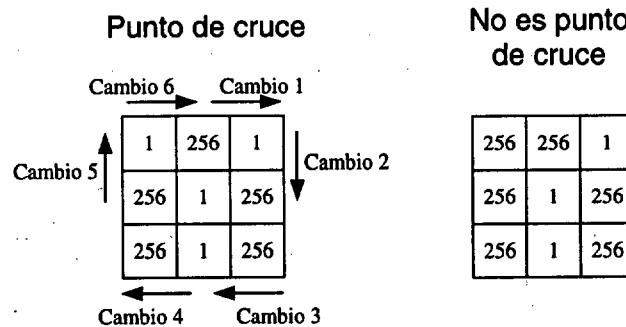 Punto de cruce
No es punto
de cruce
Cambio 6 Cambio 1
1 256 1
Cambio 5
Cambio 2
256 1 256
256 1 256
Cambio 4 Cambio 3
256 256 1
256 1 256
256 1 256